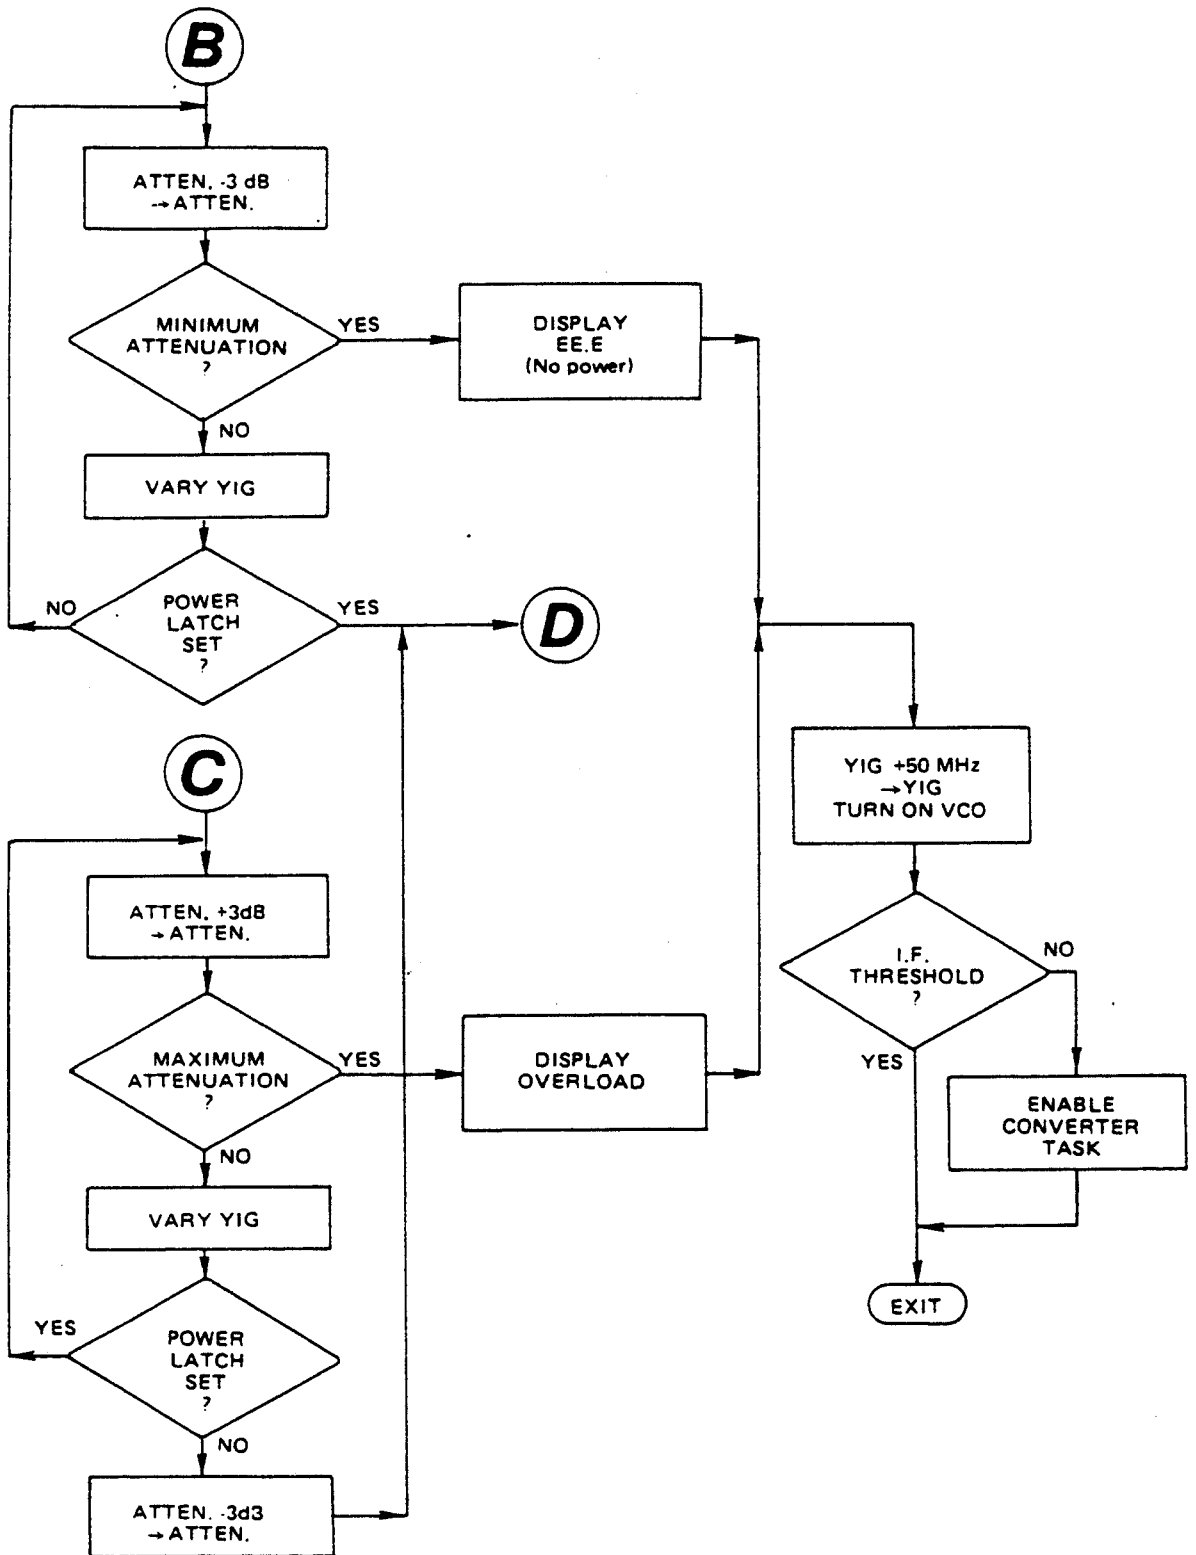 B
ATTEN. -3 dB
→ATTEN.
MINIMUM
ATTENUATION
?
YES
NO
DISPLAY
EE.E
(No power)
VARY YIG
POWER
LATCH
SET
?
NO
YES
D
C
ATTEN. +3dB
→ATTEN.
MAXIMUM
ATTENUATION
?
YES
NO
DISPLAY
OVERLOAD
VARY YIG
POWER
LATCH
SET
?
YES
NO
ATTEN. -3d3
→ATTEN.
YIG +50 MHz
→YIG
TURN ON VCO
I.F.
THRESHOLD
?
NO
YES
ENABLE
CONVERTER
TASK
EXIT